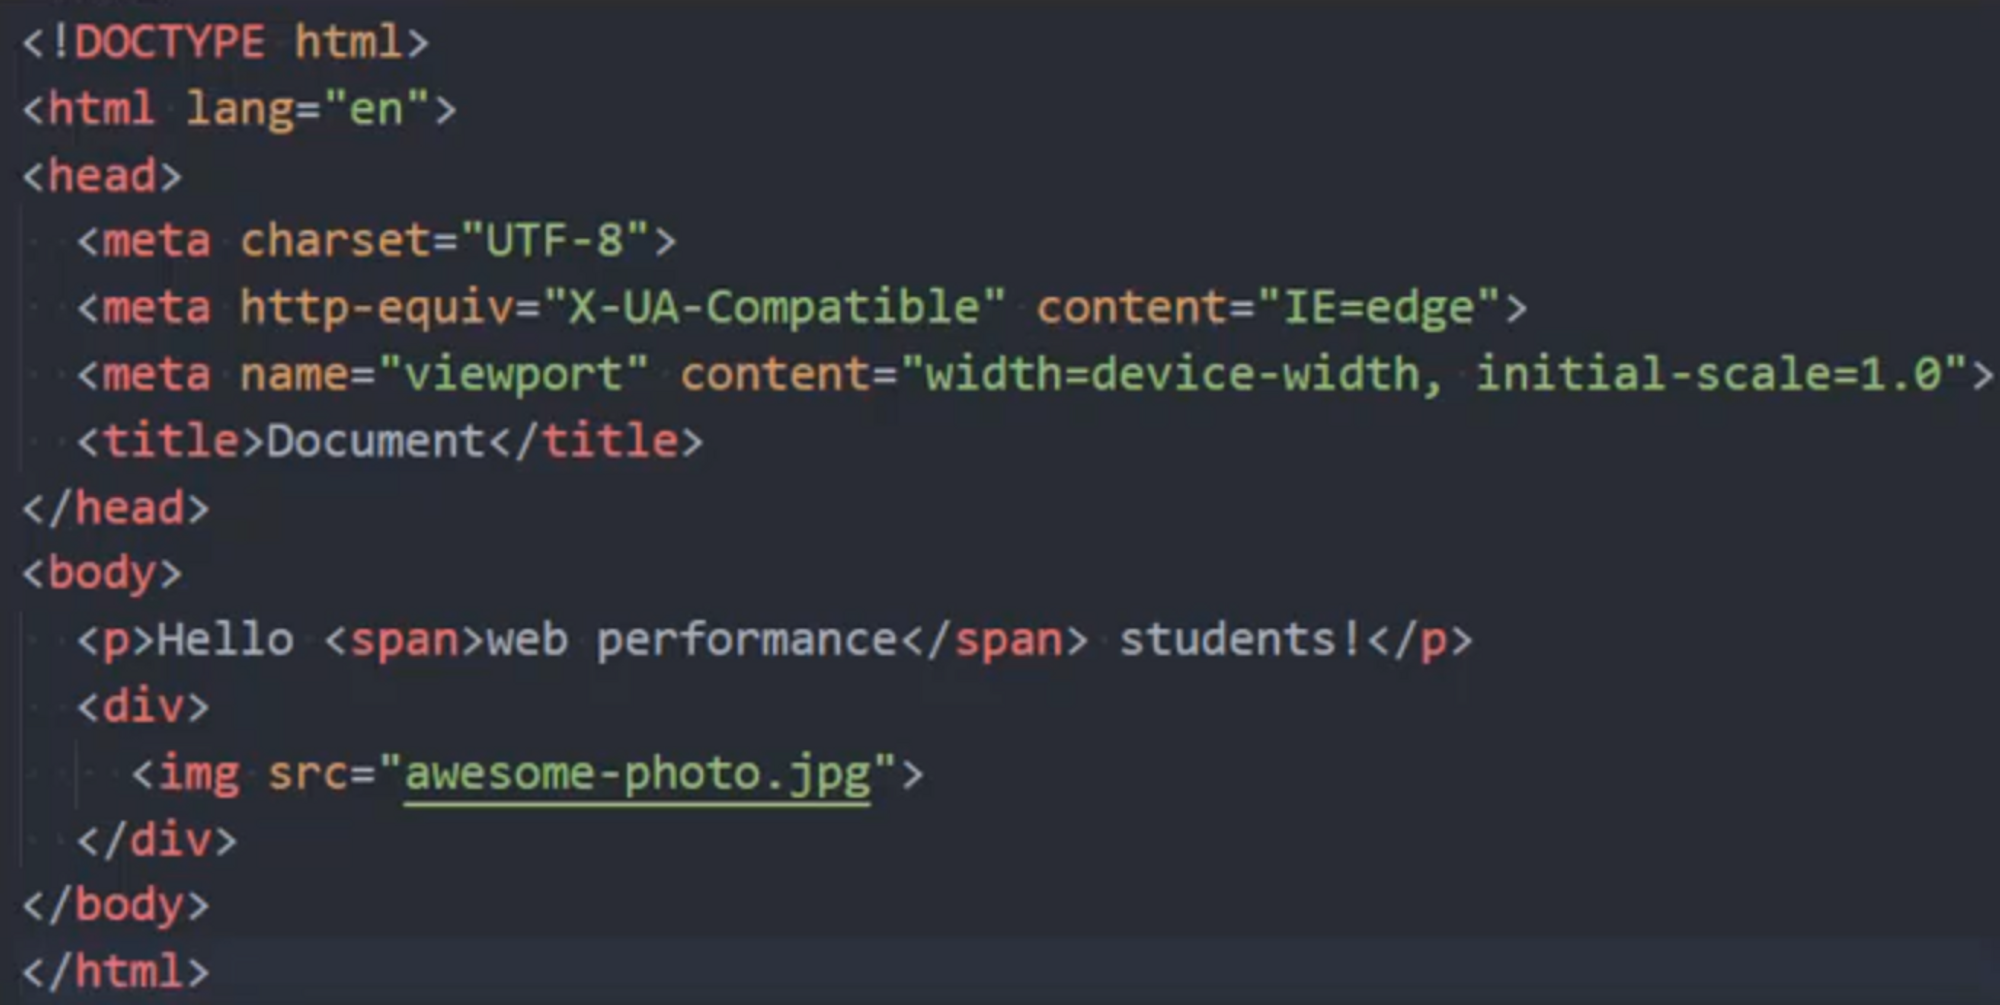 <!DOCTYPE html>
<html lang="en">
<head>
  <meta charset="UTF-8">
  <meta http-equiv="X-UA-Compatible" content="IE=edge">
  <meta name="viewport" content="width=device-width, initial-scale=1.0">
  <title>Document</title>
</head>
<body>
  <p>Hello <span>web performance</span> students!</p>
  <div>
    <img src="awesome-photo.jpg">
  </div>
</body>
</html>